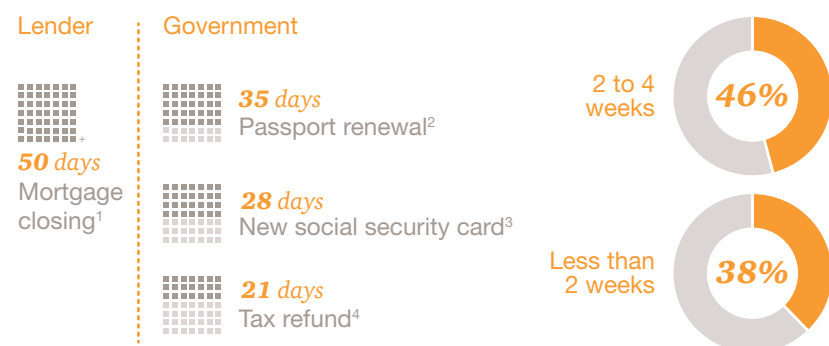 Lender
Government
50 days
Mortgage
closing¹
+
35 days
Passport renewal²
28 days
New social security card³
21 days
Tax refund⁴
2 to 4
weeks
46%
Less than
2 weeks
38%